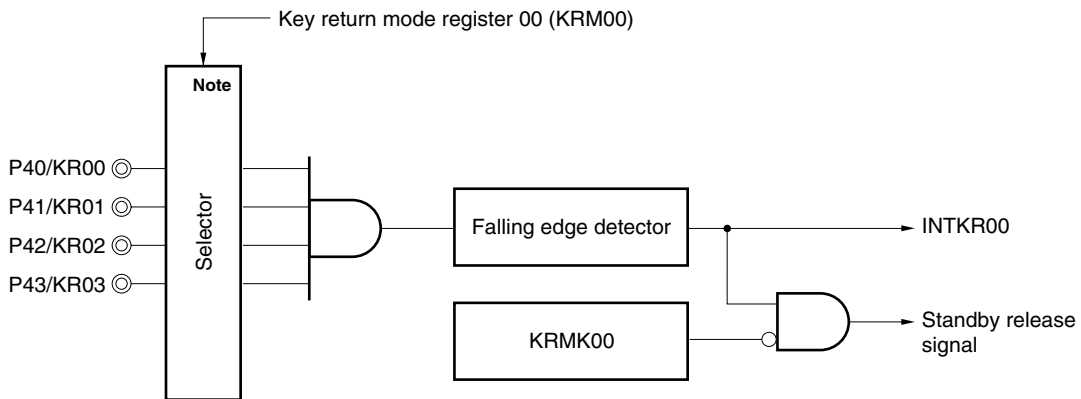 Key return mode register 00 (KRM00)
Note
P40/KR00
P41/KR01
P42/KR02
P43/KR03
Selector
Falling edge detector
INTKR00
KRMK00
Standby release
signal